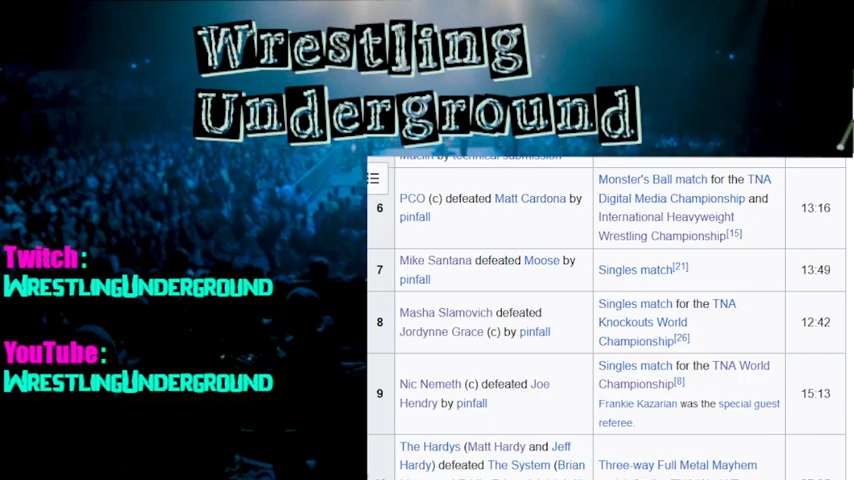 Wrestling
Underground
Twitch:
WrestlingUnderground
YouTube:
WrestlingUnderground
Maclin by technical submission
6
PCO (c) defeated Matt Cardona by
pinfall
Monster's Ball match for the TNA
Digital Media Championship and
International Heavyweight
Wrestling Championship[15]
13:16
7
Mike Santana defeated Moose by
pinfall
Singles match[21]
13:49
8
Masha Slamovich defeated
Jordynne Grace (c) by pinfall
Singles match for the TNA
Knockouts World
Championship[26]
12:42
9
Nic Nemeth (c) defeated Joe
Hendry by pinfall
Singles match for the TNA World
Championship[8]
Frankie Kazarian was the special guest
referee.
15:13
The Hardys (Matt Hardy and Jeff
Hardy) defeated The System (Brian
Three-way Full Metal Mayhem